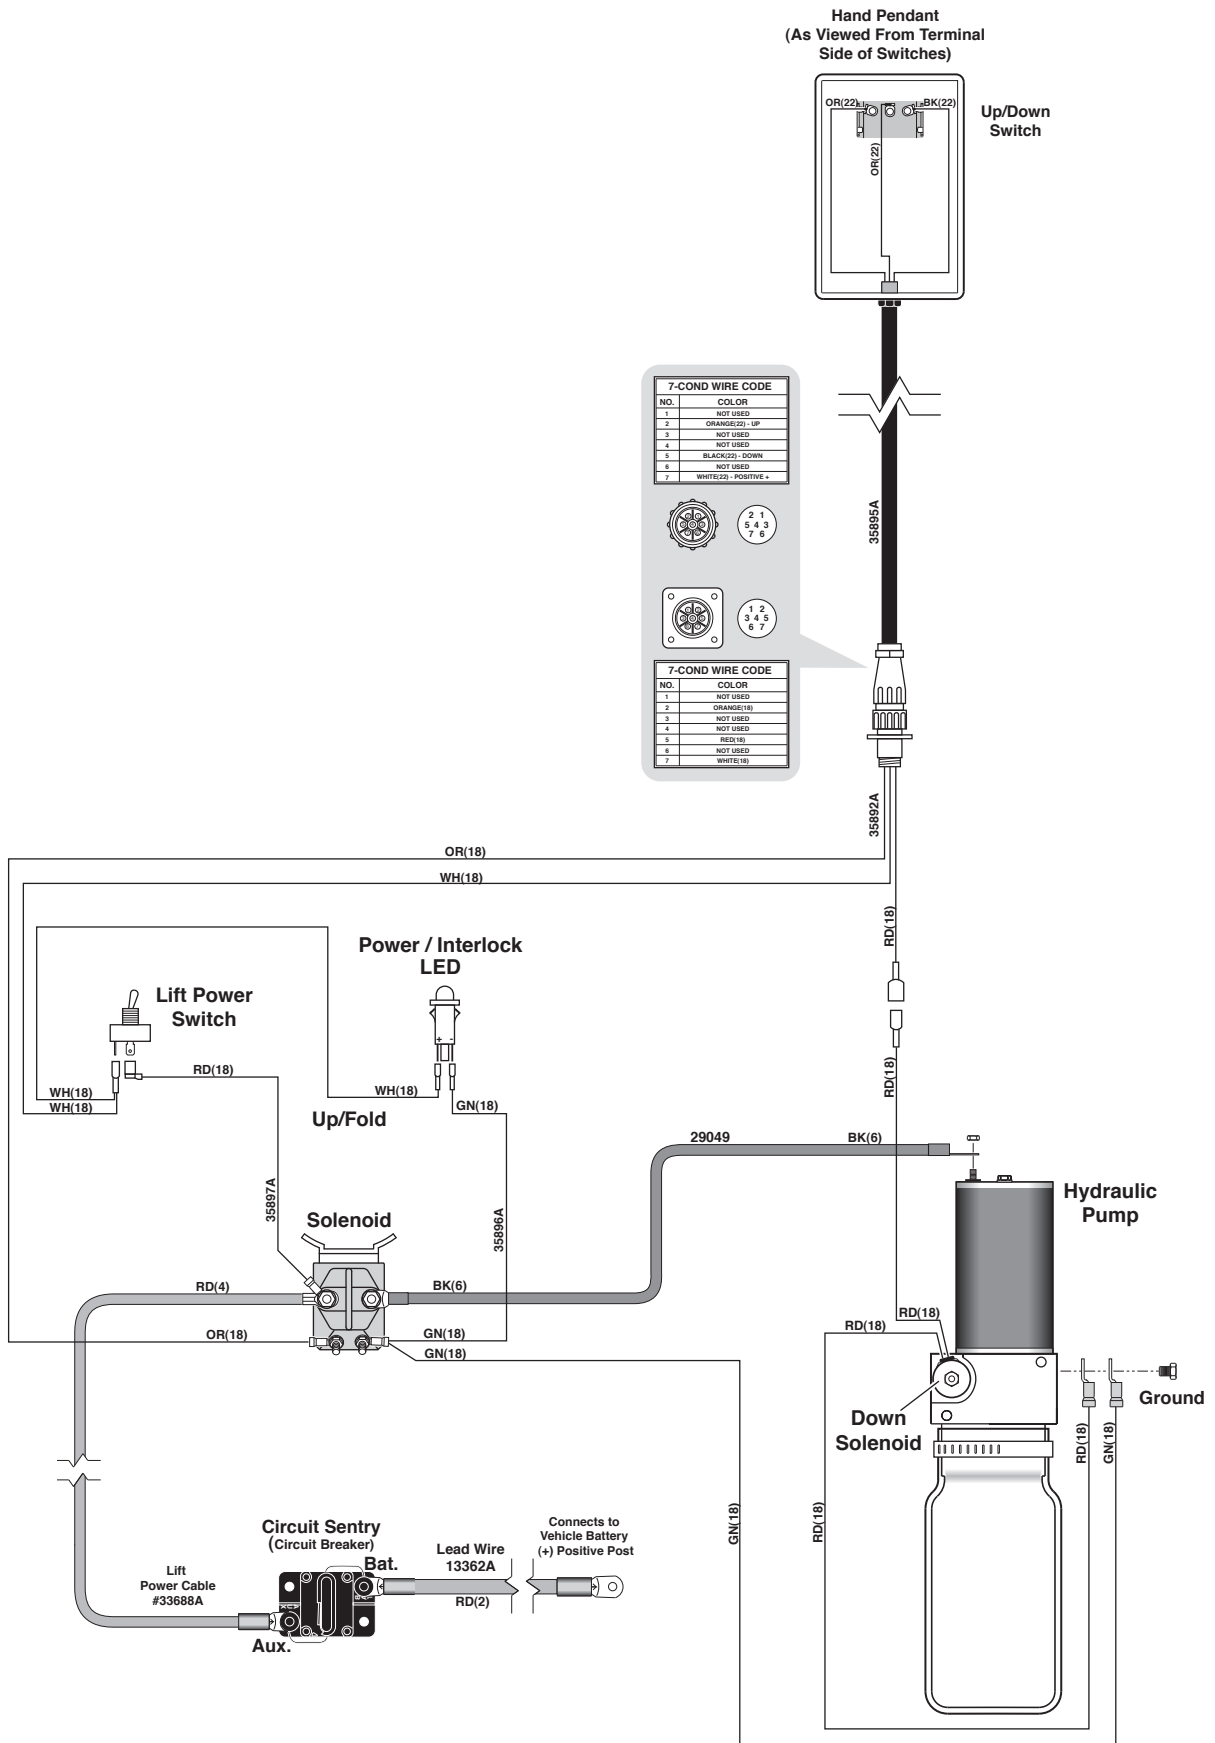 Hand Pendant
(As Viewed From Terminal
Side of Switches)
OR(22)
BK(22)
Up/Down
Switch
OR(22)
7-COND WIRE CODE
NO. COLOR
1 NOT USED
2 ORANGE(22) - UP
3 NOT USED
4 NOT USED
5 BLACK(22) - DOWN
6 NOT USED
7 WHITE(22) - POSITIVE +
2 1
5 4 3
7 6
35895A
1 2
3 4 5
6 7
7-COND WIRE CODE
NO. COLOR
1 NOT USED
2 ORANGE(18)
3 NOT USED
4 NOT USED
5 RED(18)
6 NOT USED
7 WHITE(18)
35892A
OR(18)
WH(18)
RD(18)
Power / Interlock
LED
Lift Power
Switch
+ -
RD(18)
RD(18)
WH(18)
WH(18)
WH(18)
GN(18)
Up/Fold
29049
BK(6)
Hydraulic
Pump
35897A
35896A
Solenoid
RD(4)
BK(6)
OR(18)
GN(18)
GN(18)
RD(18)
RD(18)
Ground
Down
Solenoid
RD(18)
GN(18)
RD(18)
GN(18)
Circuit Sentry
(Circuit Breaker)
Bat.
Lead Wire
13362A
RD(2)
Connects to
Vehicle Battery
(+) Positive Post
Lift
Power Cable
#33688A
AUX
Aux.